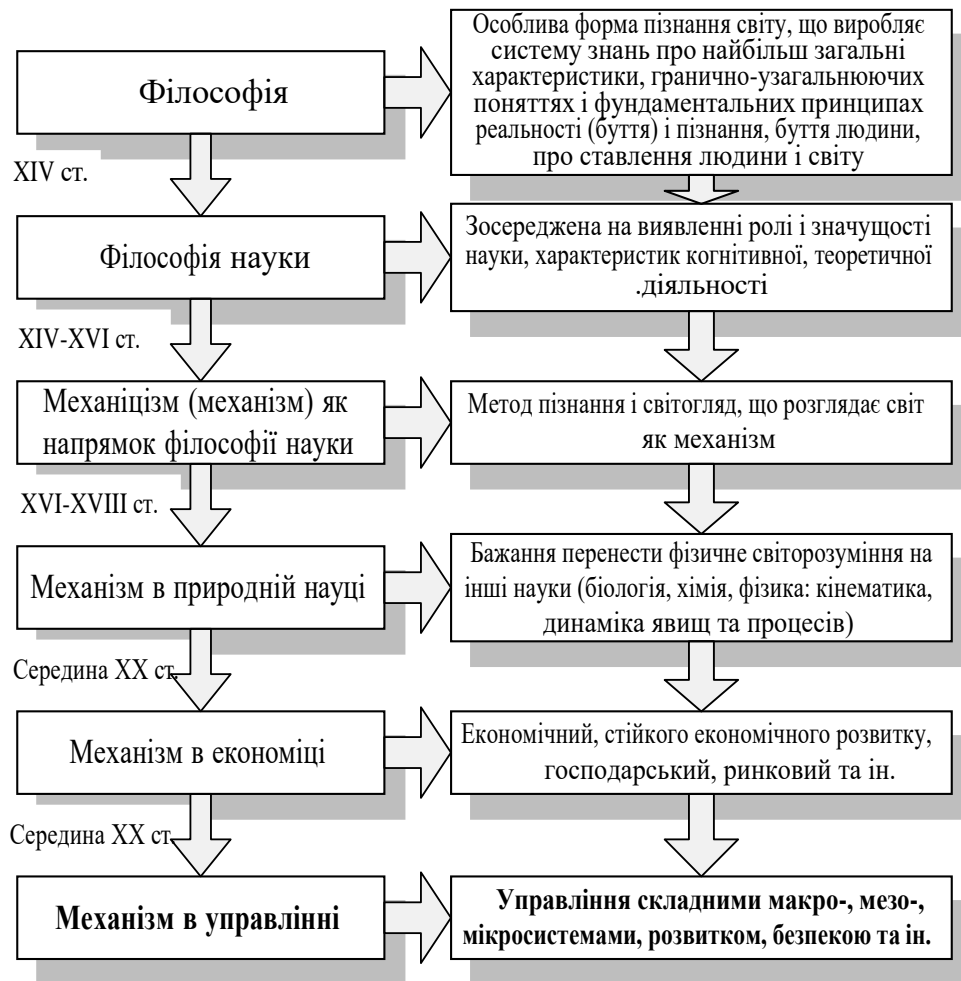 Філософія
Особлива форма пізнання світу, що виробляє
систему знань про найбільш загальні
характеристики, гранично-узагальнюючих
поняттях і фундаментальних принципах
реальності (буття) і пізнання, буття людини,
про ставлення людини і світу
XIV ст.
Філософія науки
Зосереджена на виявленні ролі і значущості
науки, характеристик когнітивної, теоретичної
.діяльності
XIV-XVI ст.
Механіцізм (механізм) як
напрямок філософії науки
Метод пізнання і світогляд, що розглядає світ
як механізм
XVI-XVIII ст.
Механізм в природній науці
Бажання перенести фізичне світорозуміння на
інші науки (біологія, хімія, фізика: кінематика,
динаміка явищ та процесів)
Середина XX ст.
Механізм в економіці
Економічний, стійкого економічного розвитку,
господарський, ринковий та ін.
Середина XX ст
Механізм в управлінні
Управління складними макро-, мезо-,
мікросистемами, розвитком, безпекою та ін.